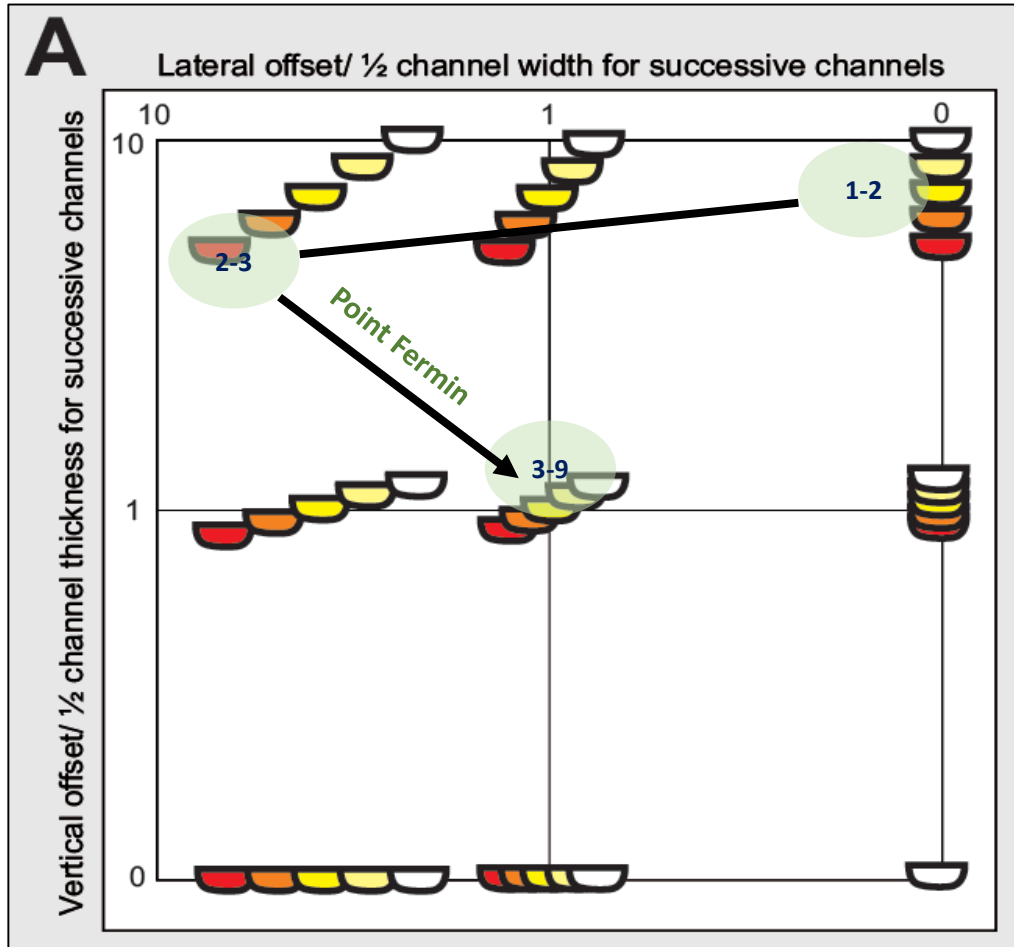 A
Lateral offset/ ½ channel width for successive channels
Vertical offset/ ½ channel thickness for successive channels
10
1
0
10
1-2
2-3
Point Fermin
3-9
1
0